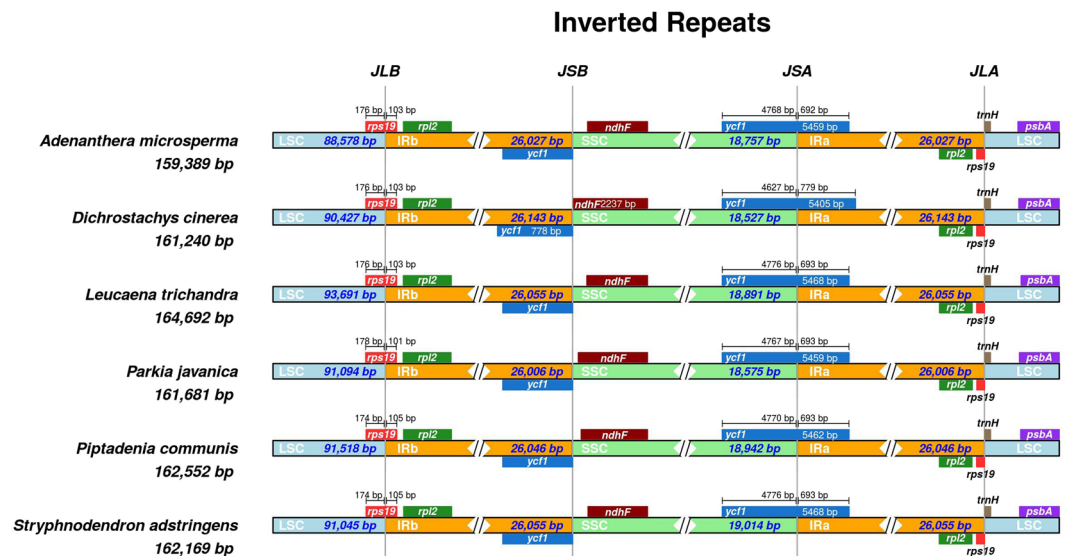 Inverted Repeats
JLB JSB JSA JLA
176 bp 103 bp 4768 bp 692 bp trnH
rps19 rpl2 ndhF ycf1 5459 bp psbA
Adenanthera microsperma LSC 88,578 bp IRb 26,027 bp SSC 18,757 bp IRa 26,027 bp LSC
ycf1 rpl2
159,389 bp rps19
176 bp 103 bp 4627 bp 779 bp trnH
rps19 rpl2 ndhF 2237 bp ycf1 5405 bp psbA
Dichrostachys cinerea LSC 90,427 bp IRb 26,143 bp SSC 18,527 bp IRa 26,143 bp LSC
ycf1 778 bp rpl2
161,240 bp rps19
176 bp 103 bp 4776 bp 693 bp trnH
rps19 rpl2 ndhF ycf1 5468 bp psbA
Leucaena trichandra LSC 93,691 bp IRb 26,055 bp SSC 18,891 bp IRa 26,055 bp LSC
ycf1 rpl2
164,692 bp rps19
178 bp 101 bp 4767 bp 693 bp trnH
rps19 rpl2 ndhF ycf1 5459 bp psbA
Parkia javanica LSC 91,094 bp IRb 26,006 bp SSC 18,575 bp IRa 26,006 bp LSC
ycf1 rpl2
161,681 bp rps19
174 bp 105 bp 4770 bp 693 bp trnH
rps19 rpl2 ndhF ycf1 5462 bp psbA
Piptadenia communis LSC 91,518 bp IRb 26,046 bp SSC 18,942 bp IRa 26,046 bp LSC
ycf1 rpl2
162,552 bp rps19
174 bp 105 bp 4776 bp 693 bp trnH
rps19 rpl2 ndhF ycf1 5468 bp psbA
Stryphnodendron adstringens LSC 91,045 bp IRb 26,055 bp SSC 19,014 bp IRa 26,055 bp LSC
ycf1 rpl2
162,169 bp rps19